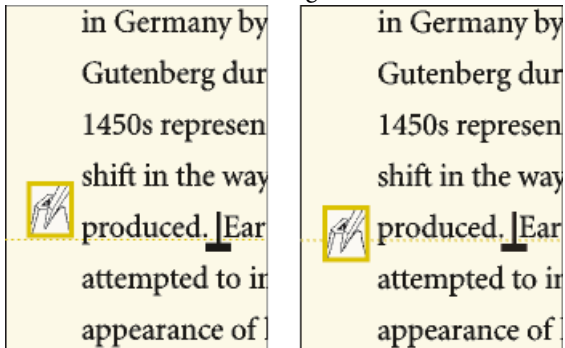 in Germany by
Gutenberg dur
1450s represen
shift in the way
produced. Ear
attempted to in
appearance of
in Germany by
Gutenberg dur
1450s represen
shift in the way
produced. Ear
attempted to in
appearance of